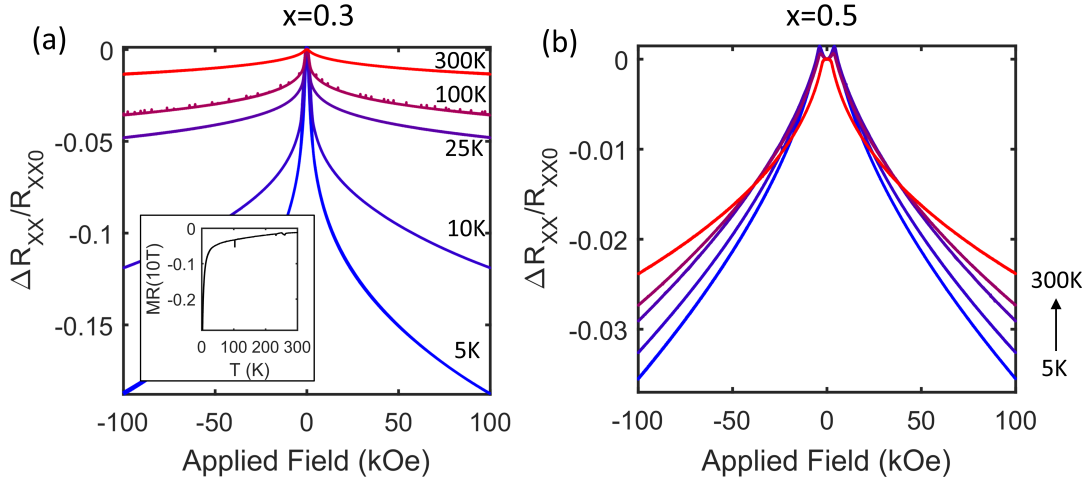 x=0.3
(a)
0
-0.05
-0.1
-0.15
ΔR_XX/R_XX0
300K
100K
25K
10K
5K
-100 -50 0 50 100
Applied Field (kOe)
0
-0.1
-0.2
MR(10T)
0 100 200 300
T (K)
x=0.5
(b)
0
-0.01
-0.02
-0.03
ΔR_XX/R_XX0
300K
5K
-100 -50 0 50 100
Applied Field (kOe)